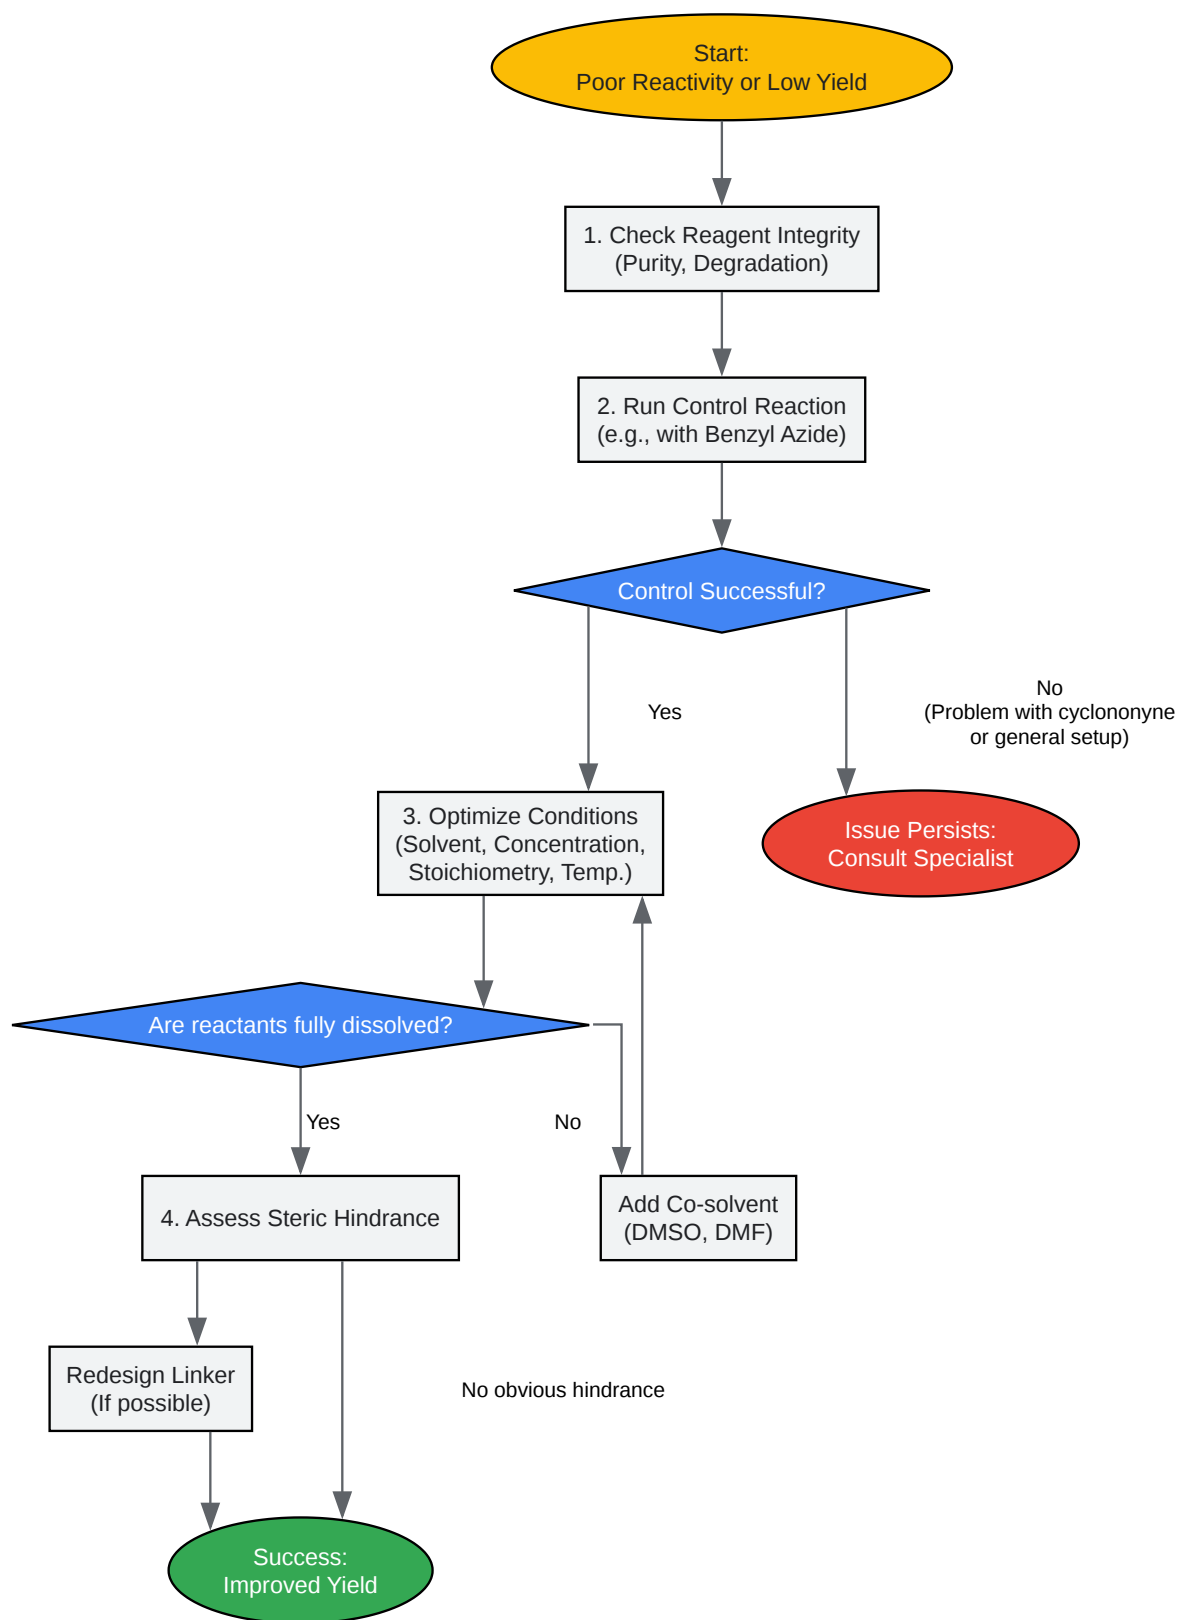 Start:
Poor Reactivity or Low Yield
1. Check Reagent Integrity
(Purity, Degradation)
2. Run Control Reaction
(e.g., with Benzyl Azide)
Control Successful?
Yes
No
(Problem with cyclononyne
or general setup)
3. Optimize Conditions
(Solvent, Concentration,
Stoichiometry, Temp.)
Issue Persists:
Consult Specialist
Are reactants fully dissolved?
Yes
No
4. Assess Steric Hindrance
Add Co-solvent
(DMSO, DMF)
Redesign Linker
(If possible)
No obvious hindrance
Success:
Improved Yield